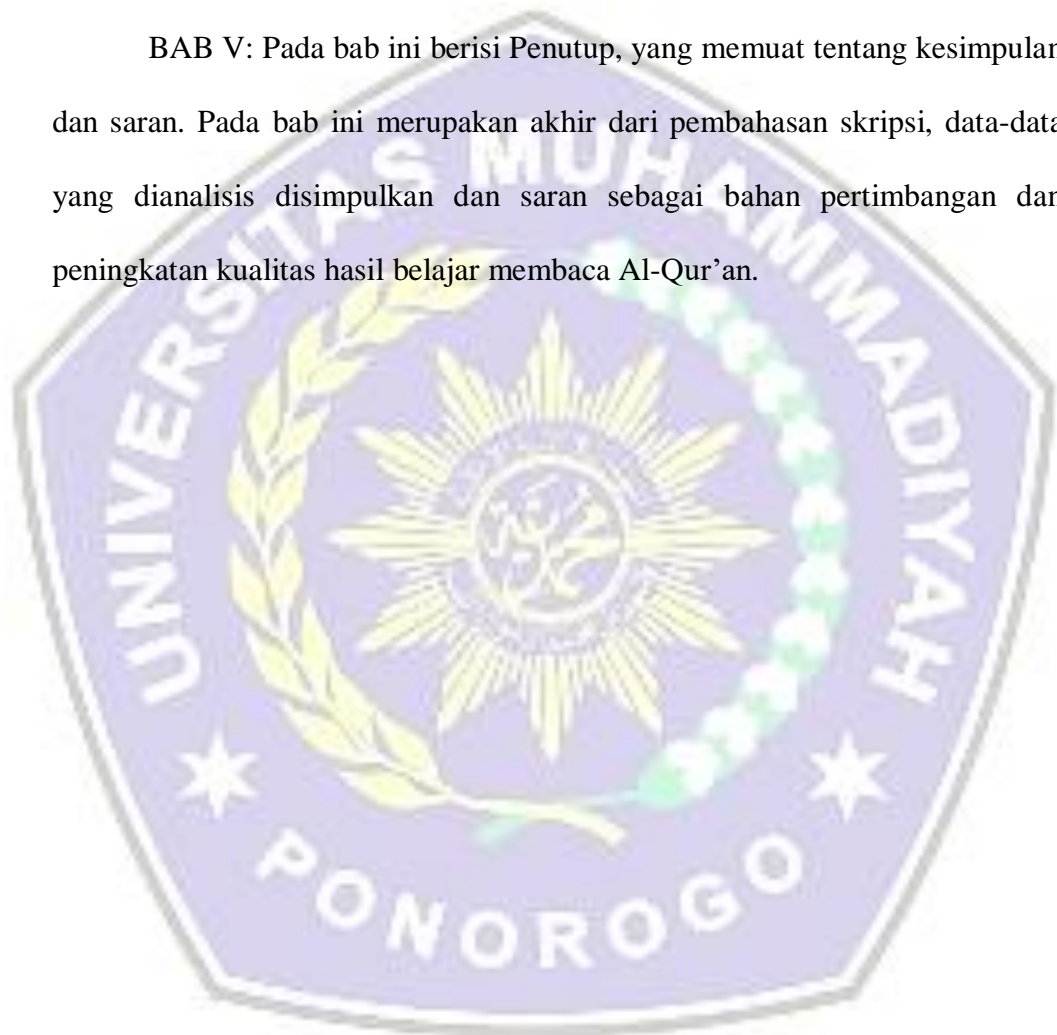 BAB V: Pada bab ini berisi Penutup, yang memuat tentang kesimpulan
dan saran. Pada bab ini merupakan akhir dari pembahasan skripsi, data-data
yang dianalisis disimpulkan dan saran sebagai bahan pertimbangan dan
peningkatan kualitas hasil belajar membaca Al-Qur’an.
UNIVERSITAS MUHAMMADIYAH
PONOROGO